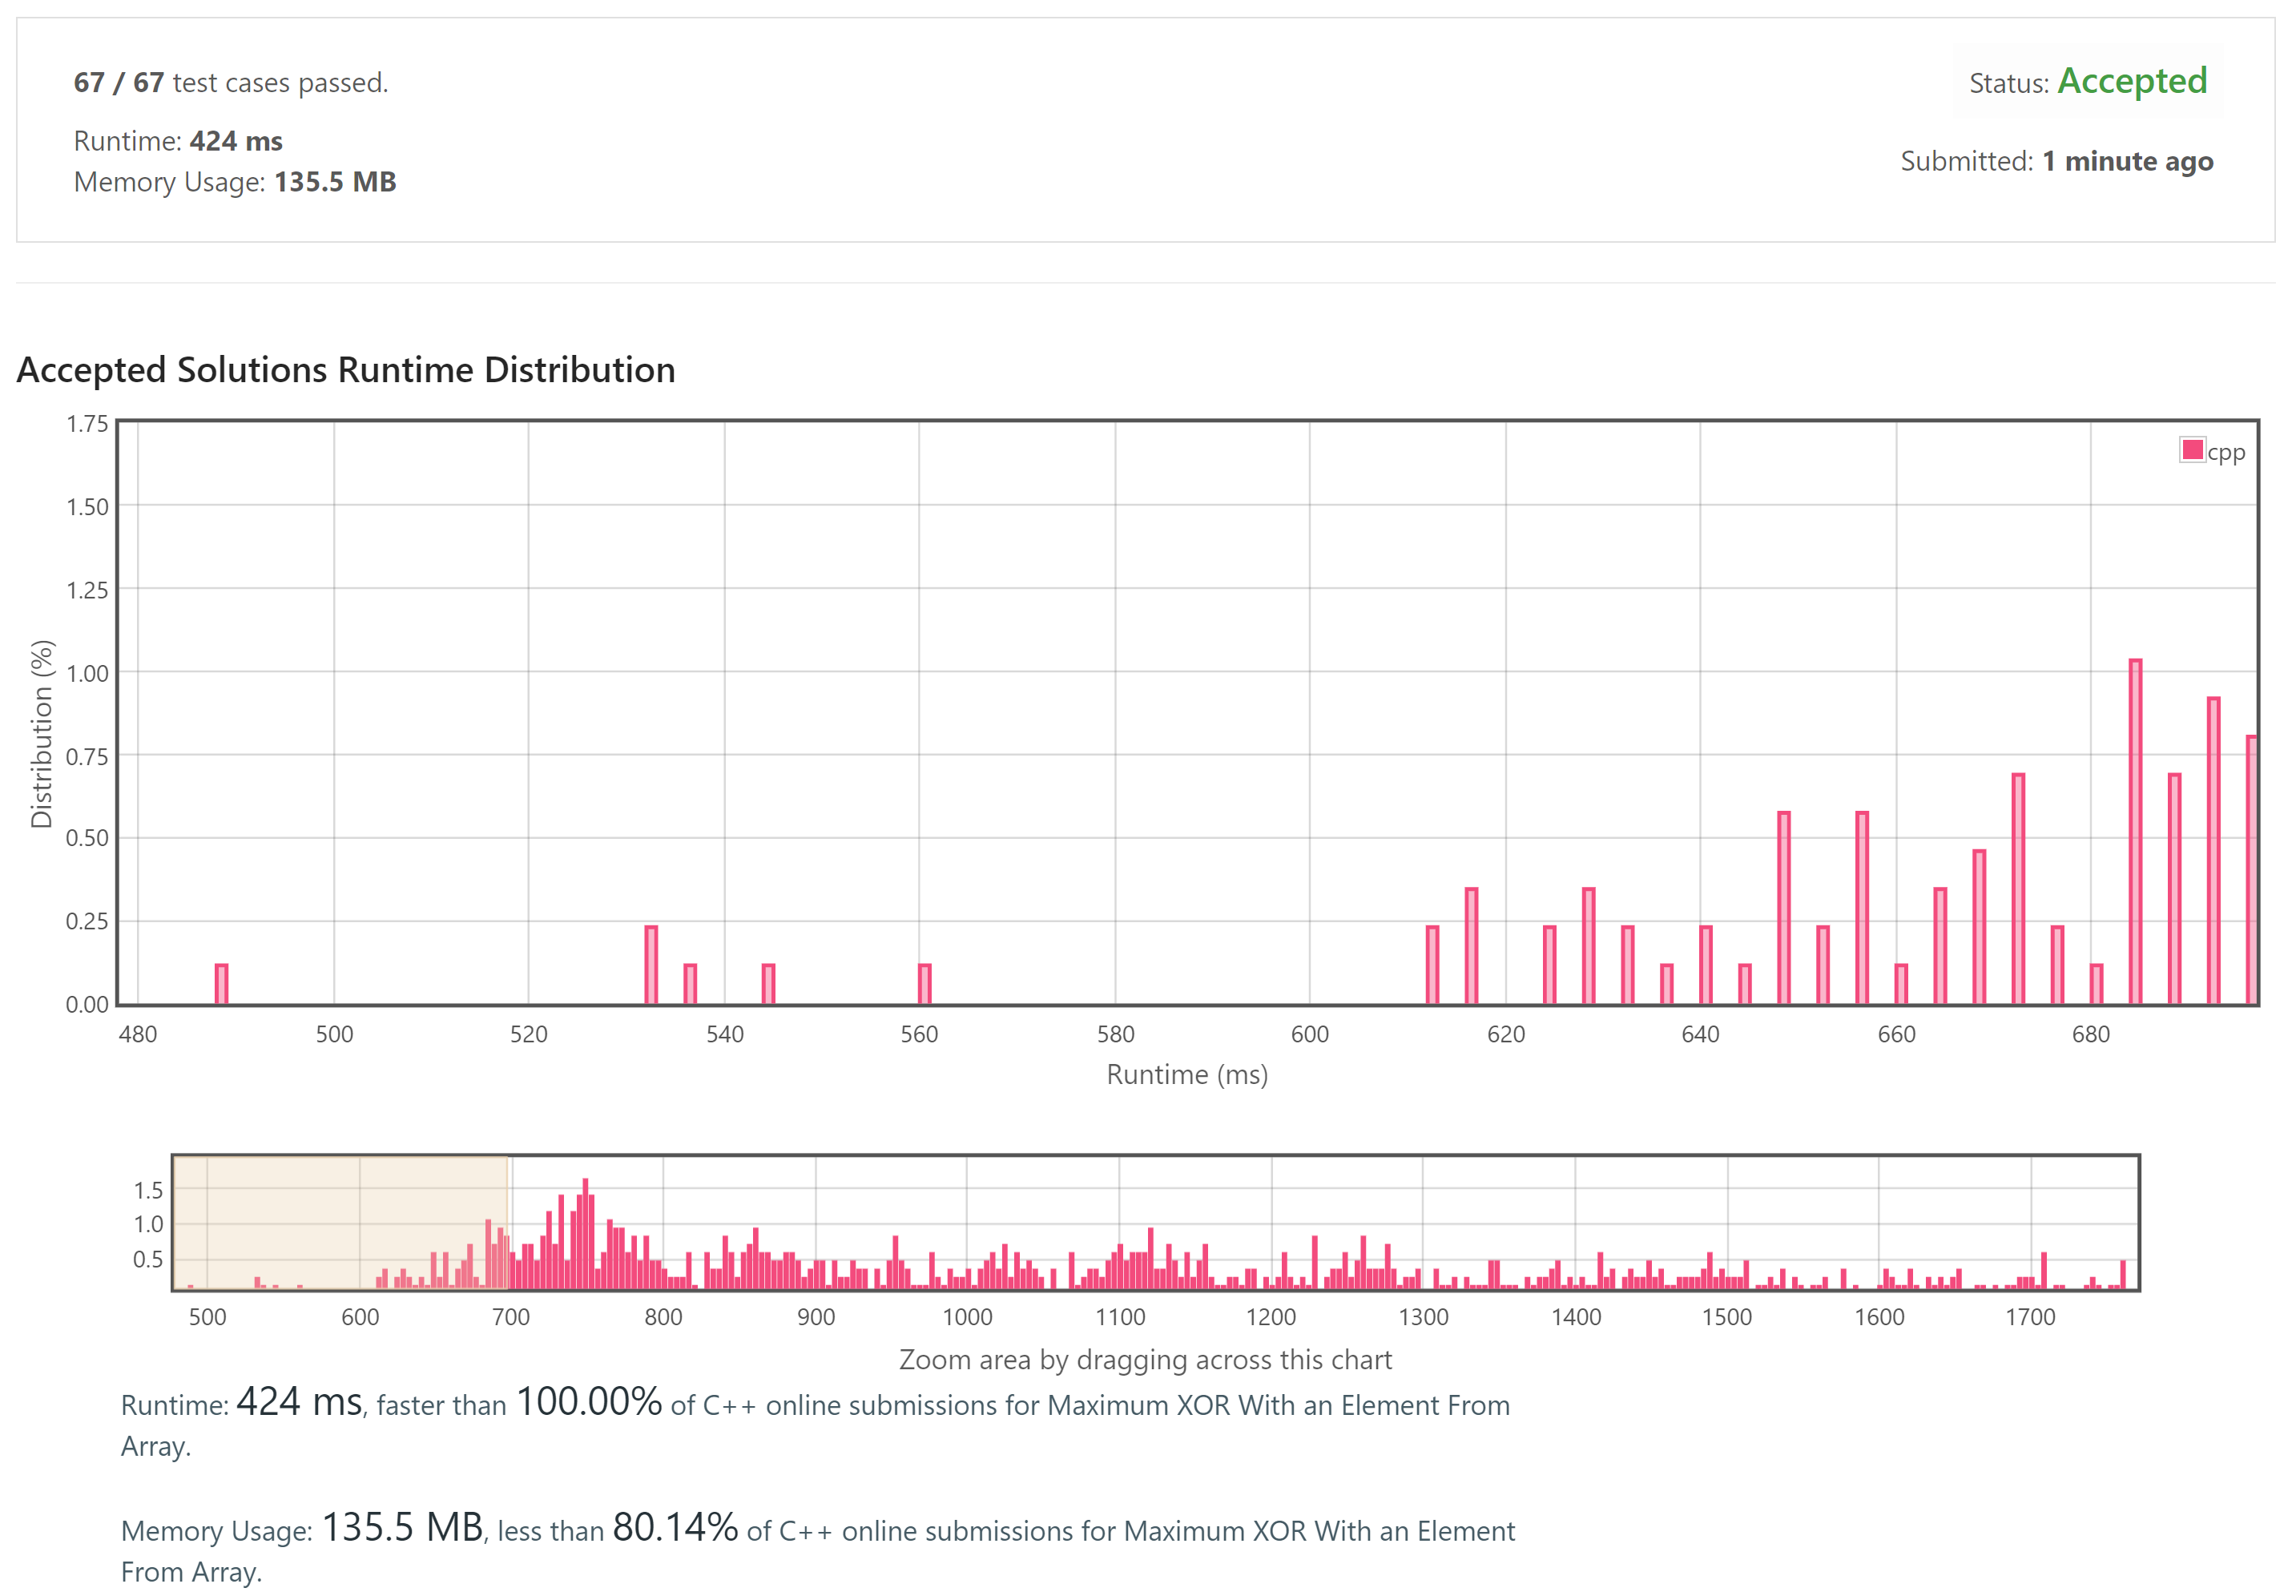 67 / 67 test cases passed.
Status: Accepted
Runtime: 424 ms
Submitted: 1 minute ago
Memory Usage: 135.5 MB
Accepted Solutions Runtime Distribution
1.75
1.50
1.25
1.00
0.75
0.50
0.25
0.00
Distribution (%)
cpp
480 500 520 540 560 580 600 620 640 660 680
Runtime (ms)
1.5
1.0
0.5
500 600 700 800 900 1000 1100 1200 1300 1400 1500 1600 1700
Zoom area by dragging across this chart
Runtime: 424 ms, faster than 100.00% of C++ online submissions for Maximum XOR With an Element From
Array.
Memory Usage: 135.5 MB, less than 80.14% of C++ online submissions for Maximum XOR With an Element
From Array.